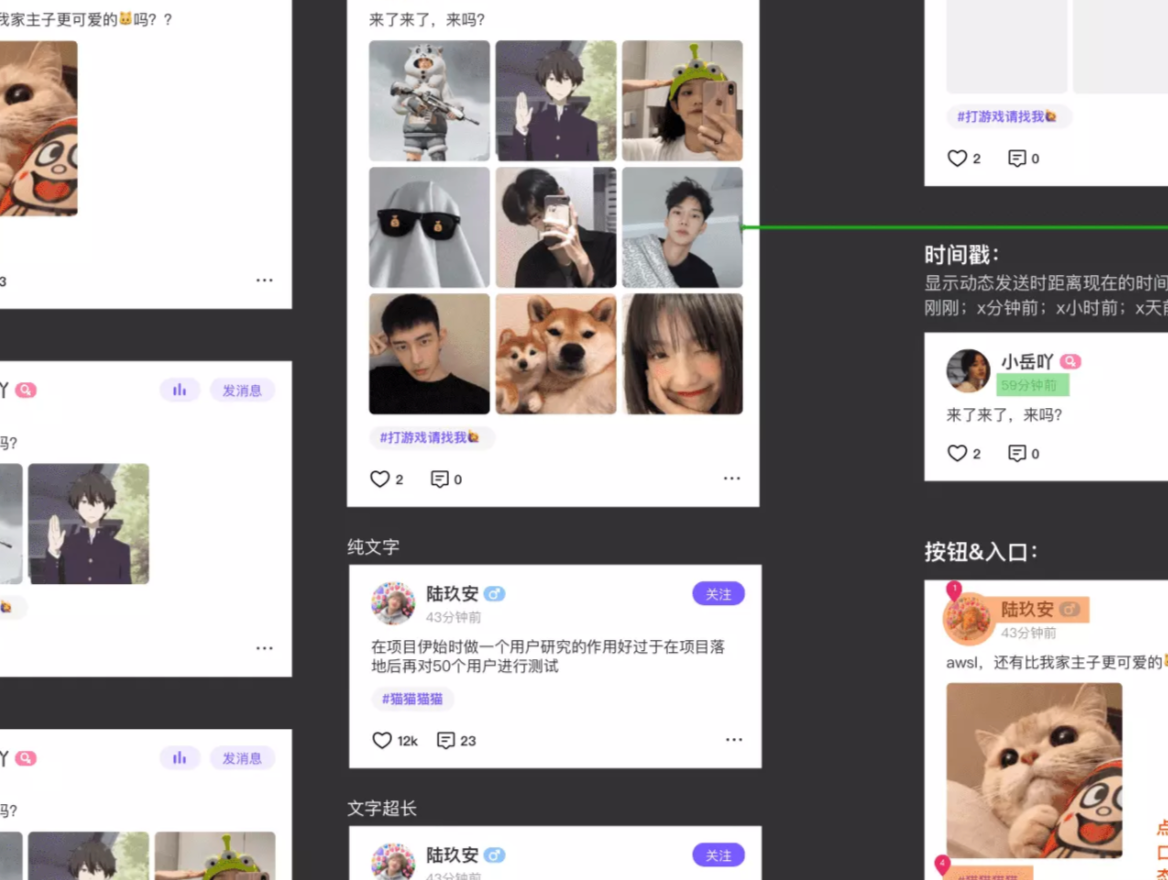 我家主子更可爱的🐱吗？？
3
发消息
吗?
发消息
吗?
来了来了，来吗?
#打游戏请找我
2
0
纯文字
陆玖安
关注
43分钟前
在项目伊始时做一个用户研究的作用好过于在项目落
地后再对50个用户进行测试
#猫猫猫猫
12k
23
文字超长
陆玖安
关注
43分钟前
#打游戏请找我
2
0
时间戳：
显示动态发送时距离现在的时间
刚刚；x分钟前；x小时前；x天前
小岳吖
59分钟前
来了来了，来吗?
2
0
按钮&入口：
1
陆玖安
43分钟前
awsl，还有比我家主子更可爱的
4
#猫猫猫猫